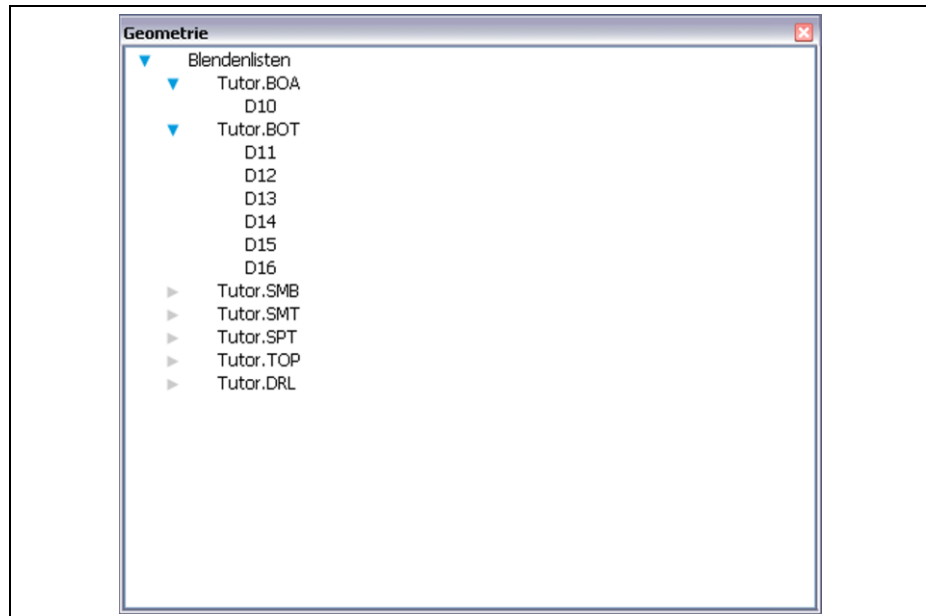 Geometrie
Blendenlisten
Tutor.BOA
D10
Tutor.BOT
D11
D12
D13
D14
D15
D16
Tutor.SMB
Tutor.SMT
Tutor.SPT
Tutor.TOP
Tutor.DRL